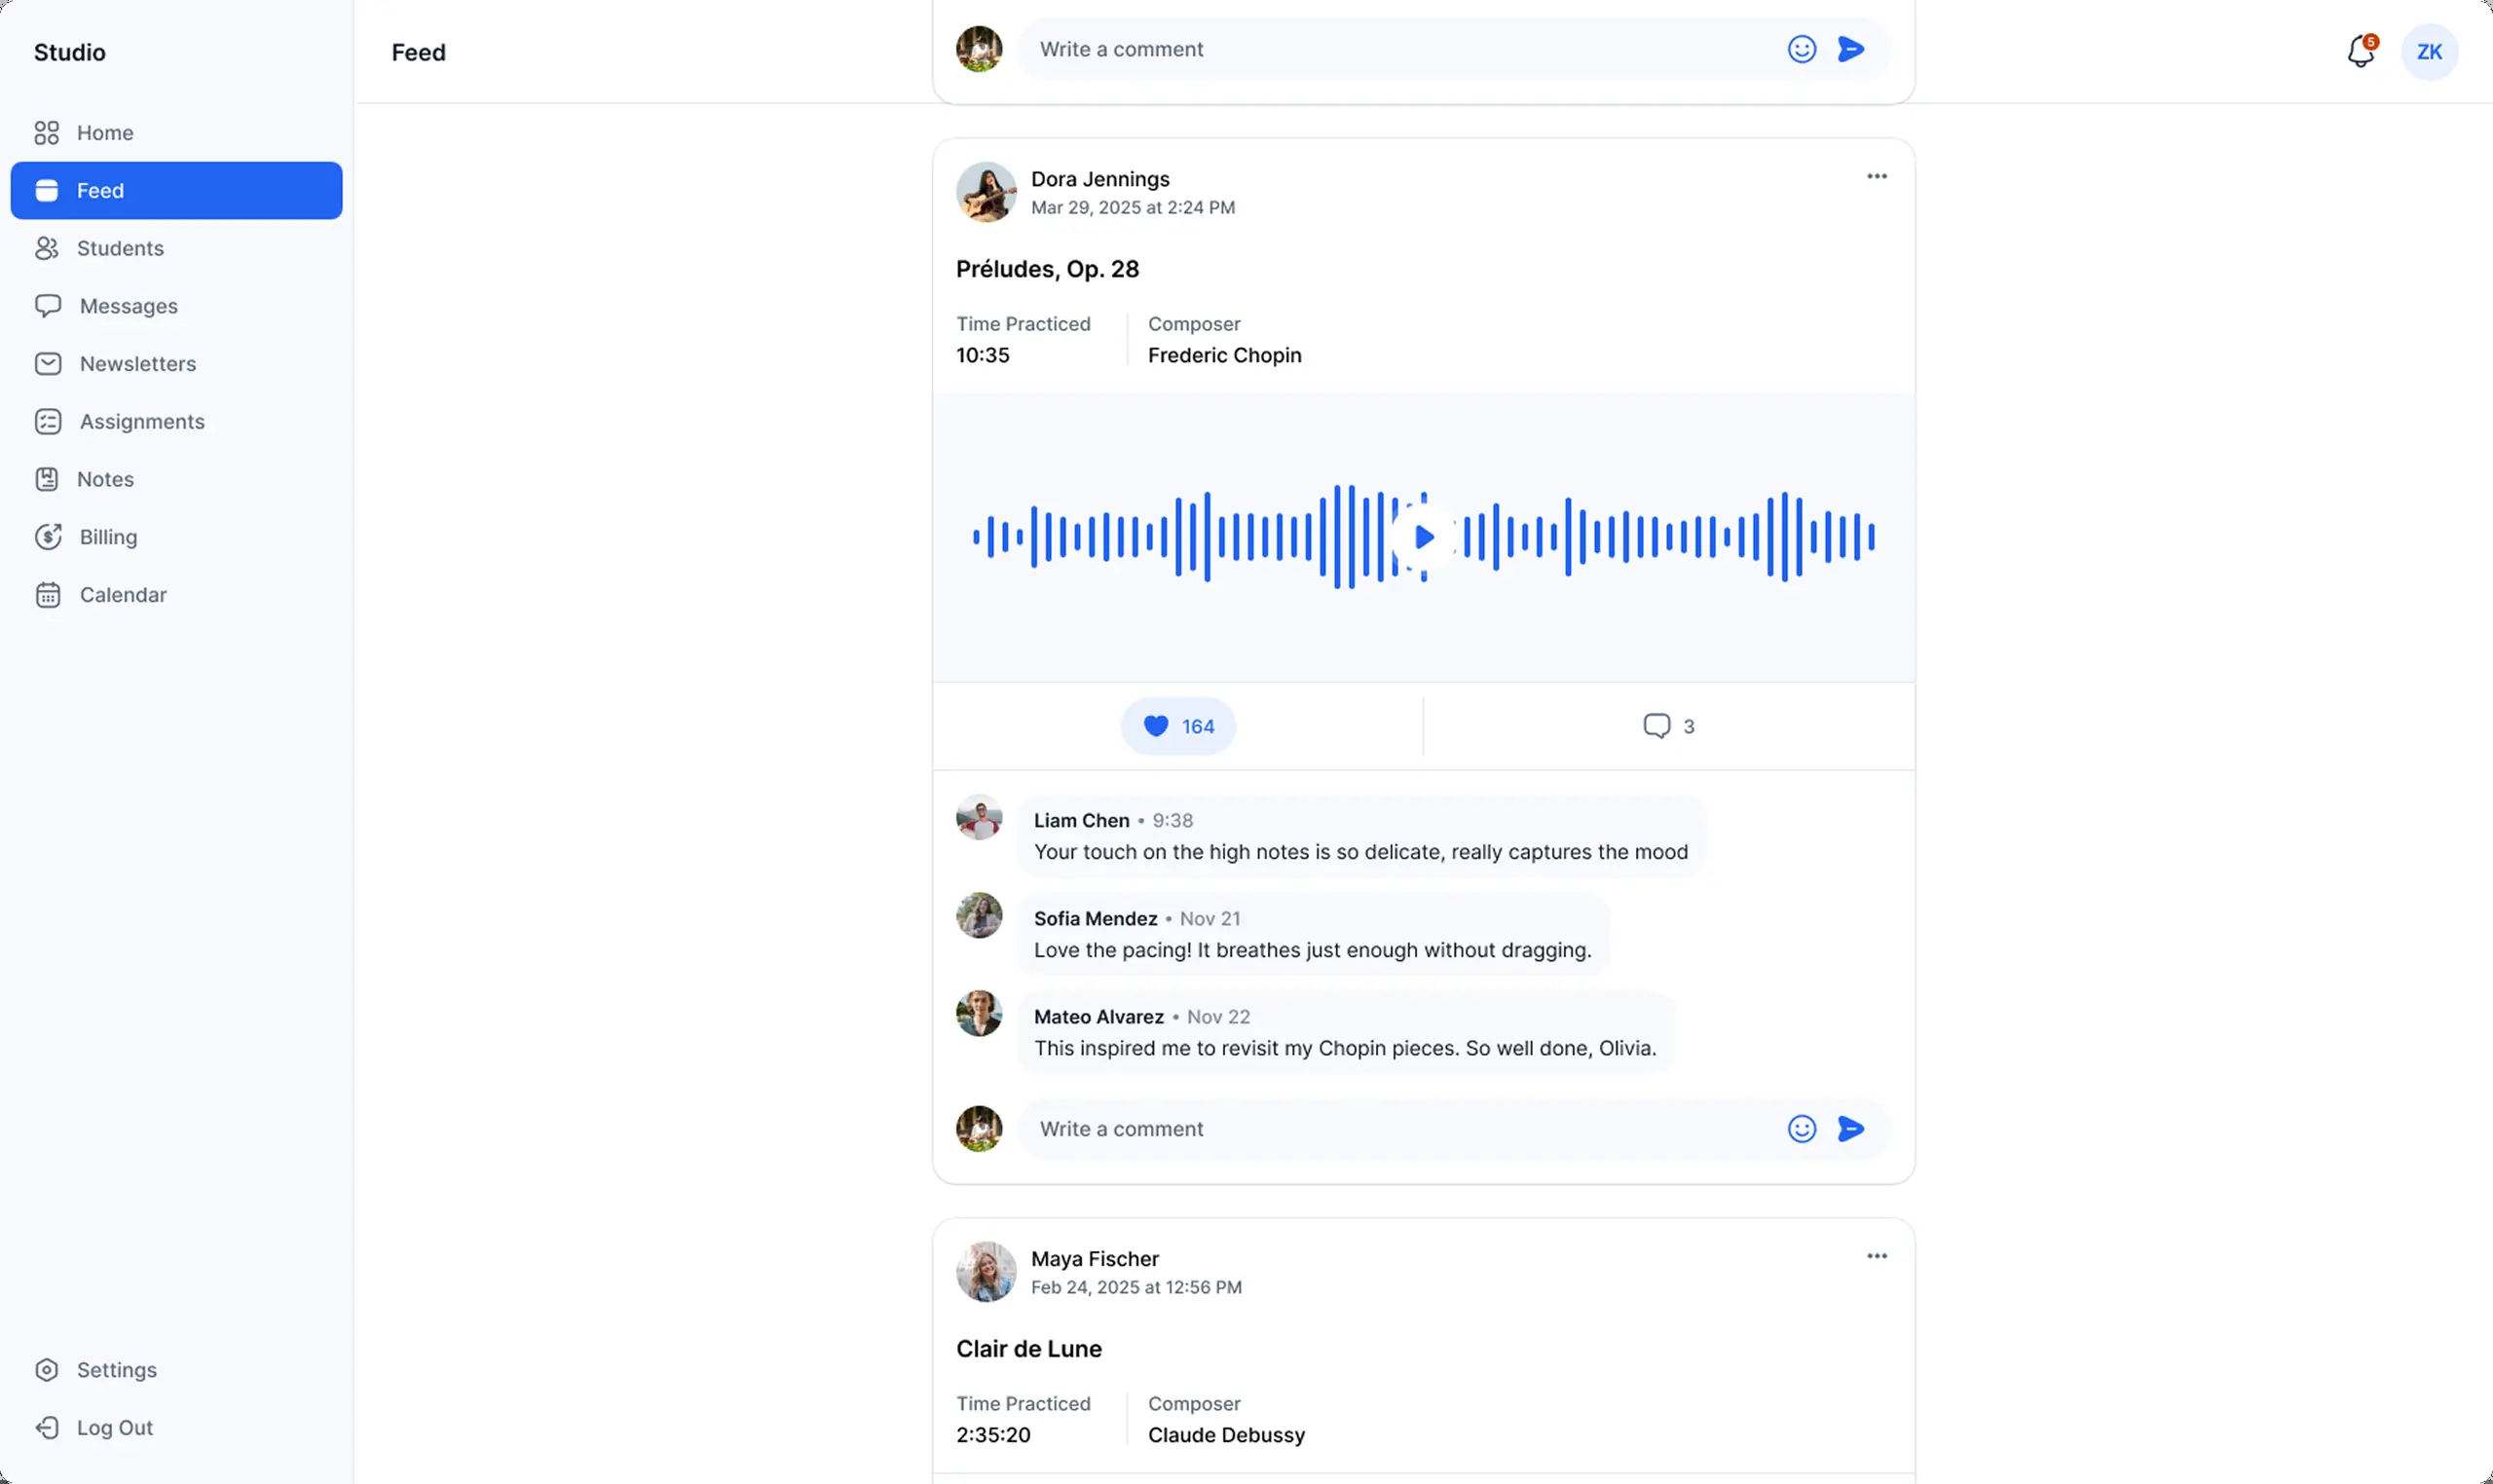 Studio
Home
Feed
Students
Messages
Newsletters
Assignments
Notes
Billing
Calendar
Settings
Log Out
Feed
5
ZK
Write a comment
Dora Jennings
Mar 29, 2025 at 2:24 PM
Préludes, Op. 28
Time Practiced
10:35
Composer
Frederic Chopin
164
3
Liam Chen • 9:38
Your touch on the high notes is so delicate, really captures the mood
Sofia Mendez • Nov 21
Love the pacing! It breathes just enough without dragging.
Mateo Alvarez • Nov 22
This inspired me to revisit my Chopin pieces. So well done, Olivia.
Write a comment
Maya Fischer
Feb 24, 2025 at 12:56 PM
Clair de Lune
Time Practiced
2:35:20
Composer
Claude Debussy